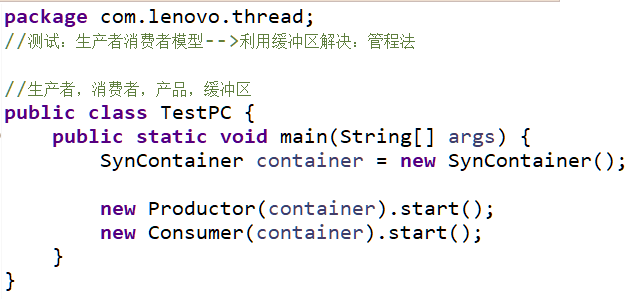 package com.lenovo.thread;
//测试：生产者消费者模型-->利用缓冲区解决：管程法
//生产者，消费者，产品，缓冲区
public class TestPC {
public static void main(String[] args) {
SynContainer container = new SynContainer();
new Productor(container).start();
new Consumer(container).start();
}
}